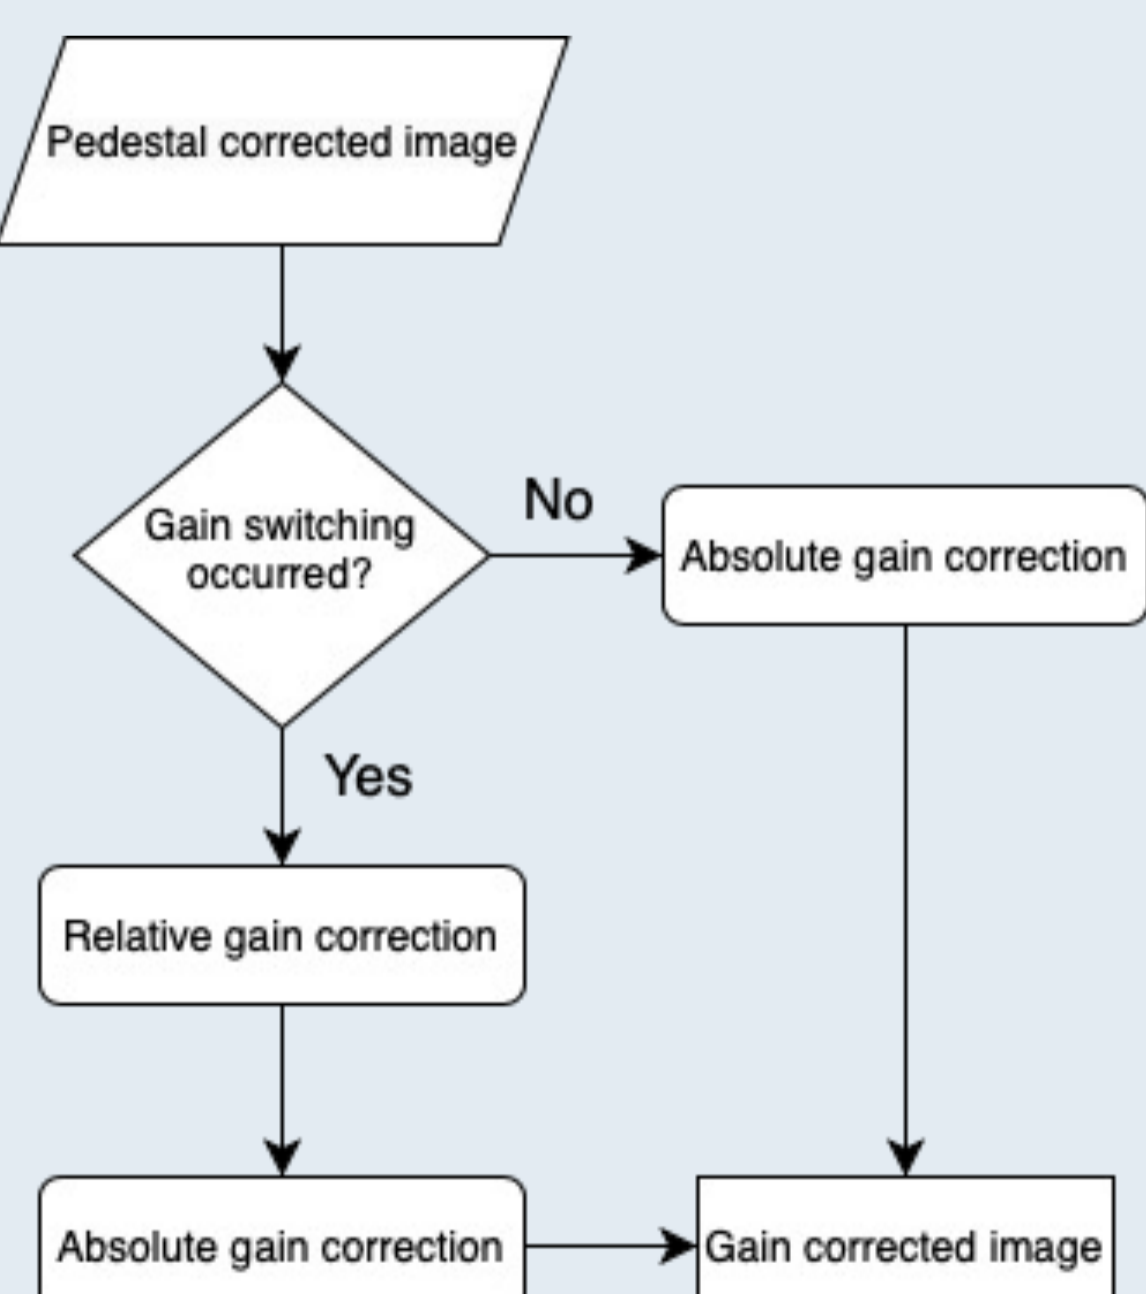 Pedestal corrected image
Gain switching
occurred?
No
Absolute gain correction
Yes
Relative gain correction
Absolute gain correction
Gain corrected image